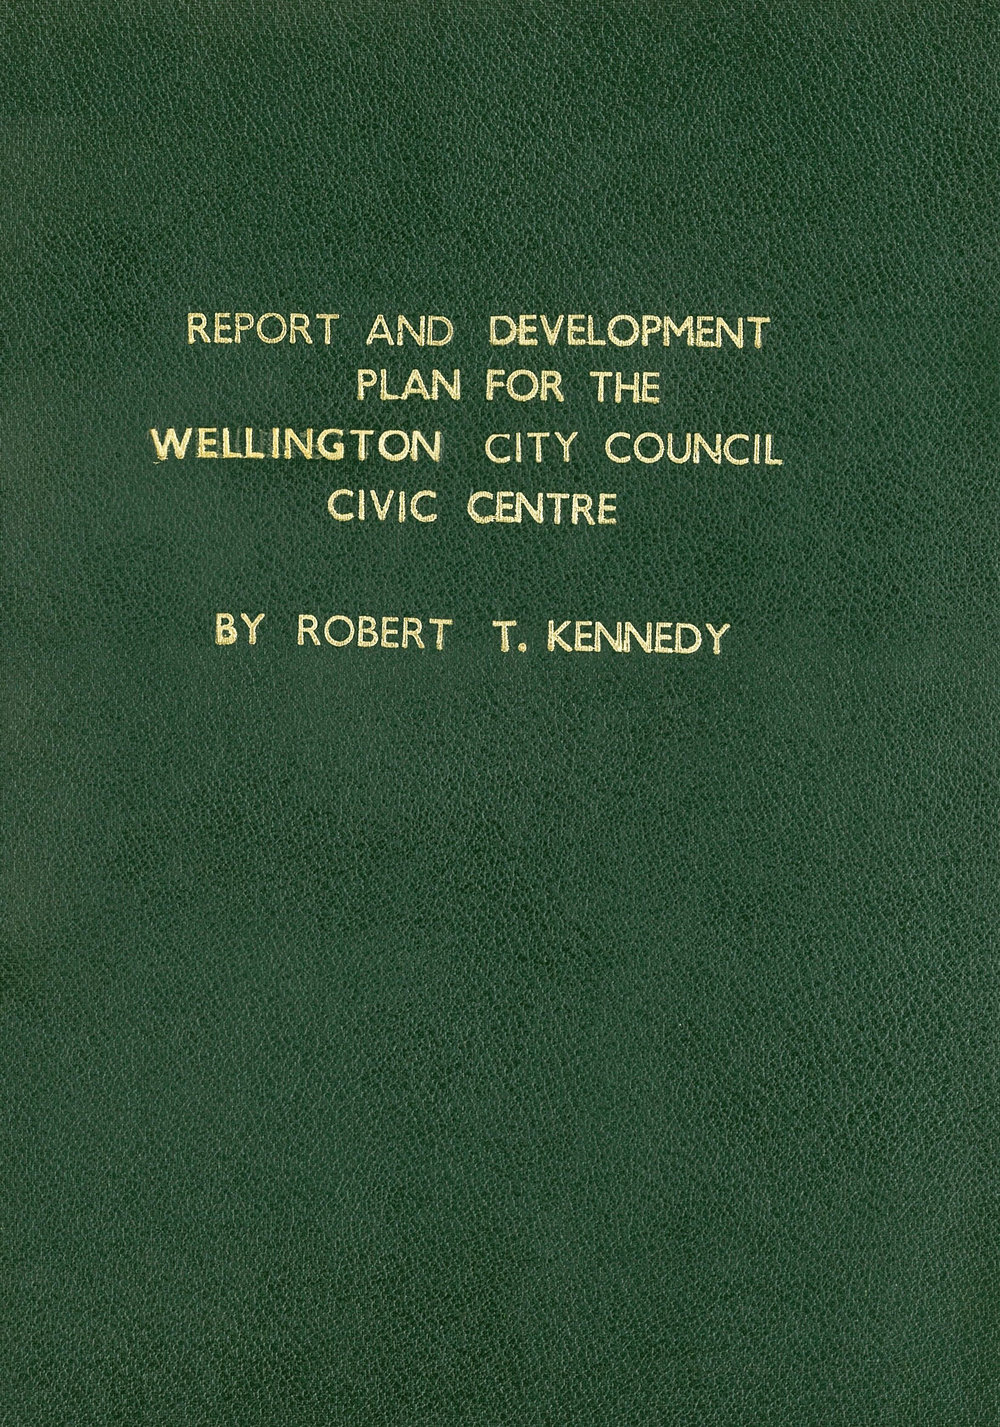 REPORT AND DEVELOPMENT
PLAN FOR THE
WELLINGTON CITY COUNCIL
CIVIC CENTRE
BY ROBERT T. KENNEDY